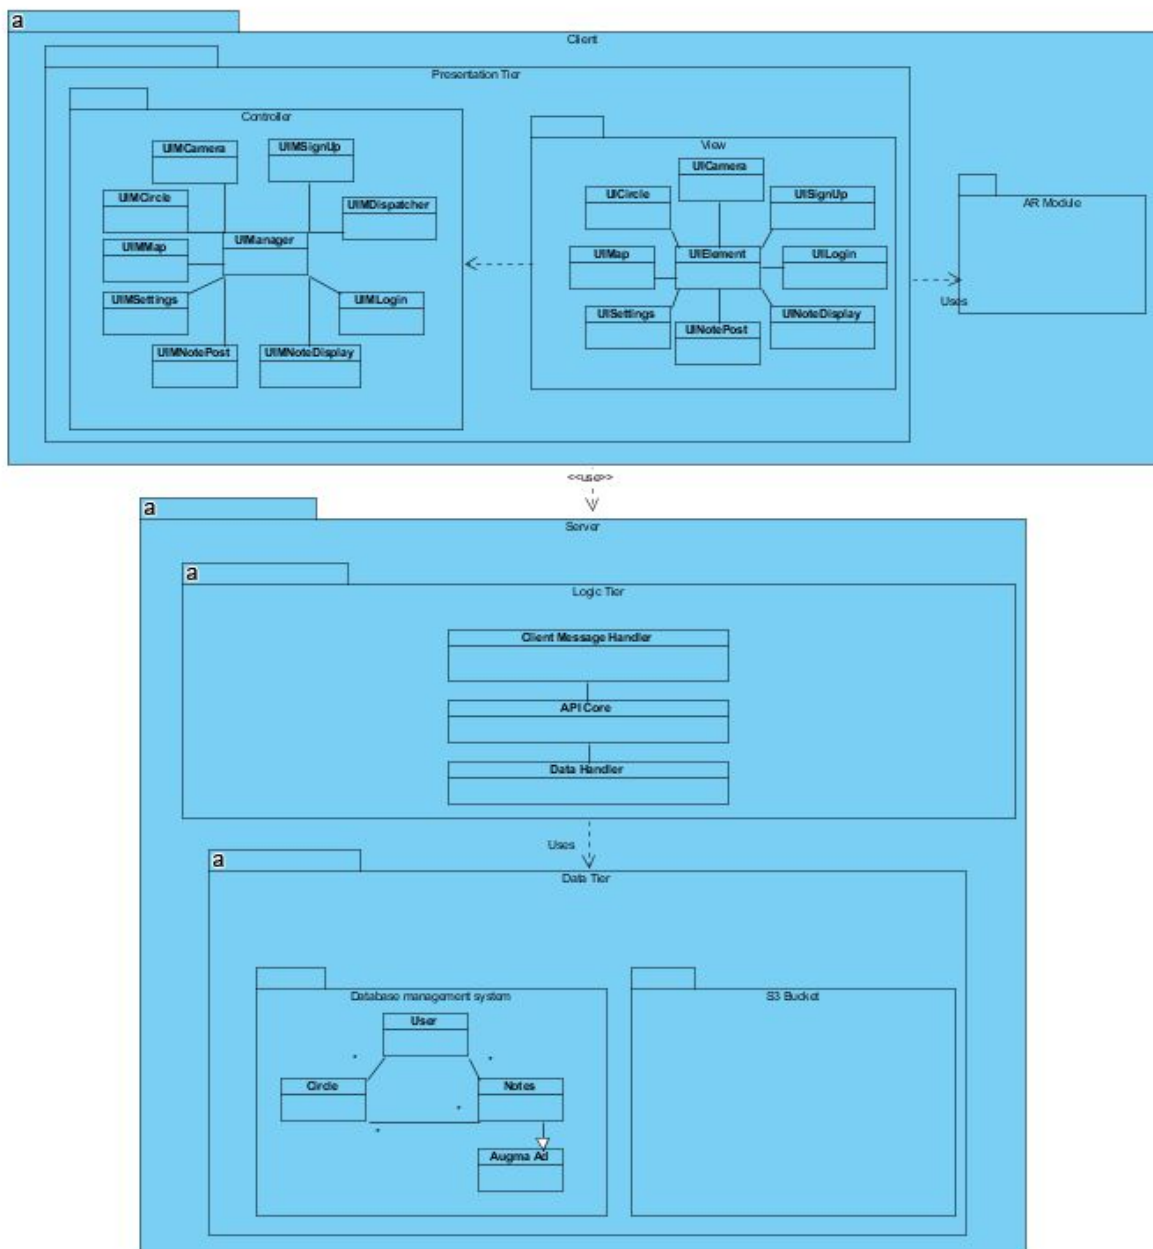 a
Client
Presentation Tier
Controller
View
UIMCamera
UIMSignUp
UICamera
UIMCircle
UIMDispatcher
UICircle
UISignUp
AR Module
UIManager
UIMMap
UIMap
UIElement
UILogin
UIMSettings
UIMLogin
Uses
UISettings
UINoteDisplay
UINotePost
UIMNotePost
UIMNoteDisplay
<<use>>
a
Server
a
Logic Tier
Client Message Handler
API Core
Data Handler
Uses
a
Data Tier
Database management system
S3 Bucket
User
*
*
Circle
Notes
*
*
Augma Ad